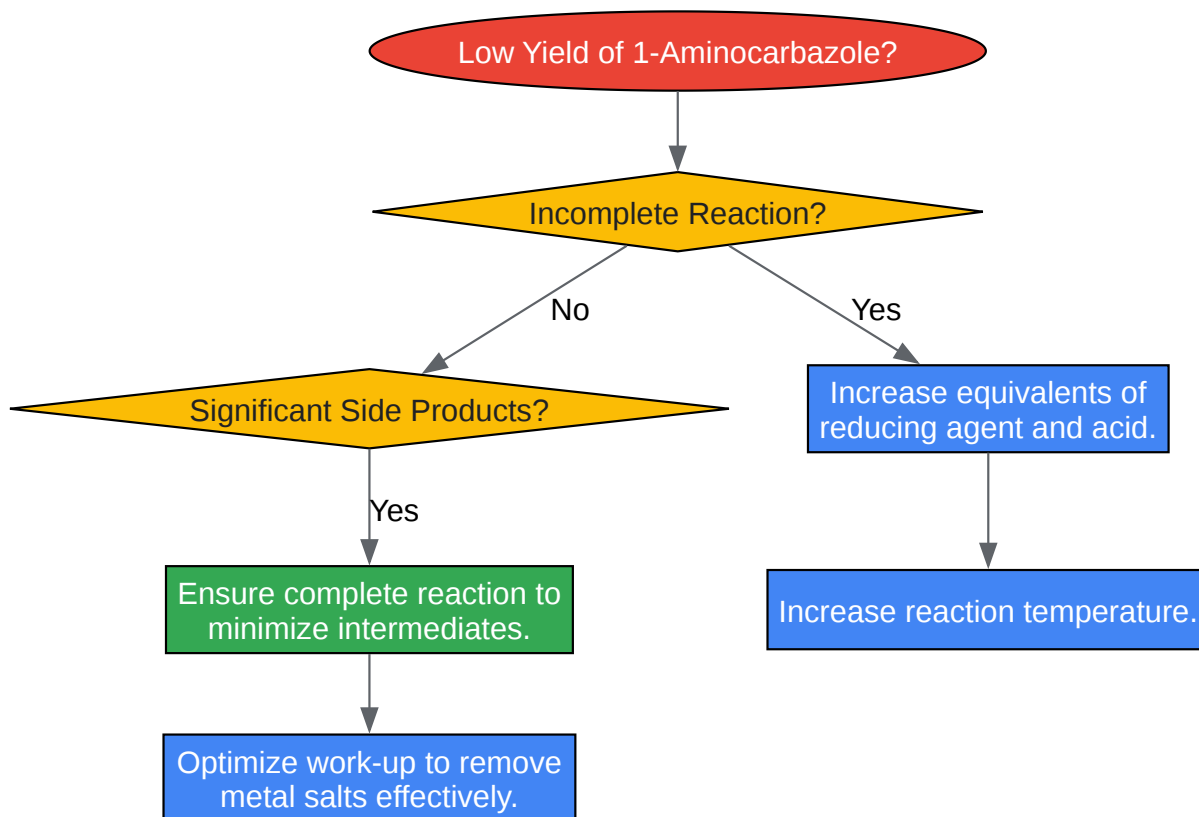 Low Yield of 1-Aminocarbazole?
Incomplete Reaction?
No
Yes
Significant Side Products?
Increase equivalents of
reducing agent and acid.
Yes
Ensure complete reaction to
minimize intermediates.
Increase reaction temperature.
Optimize work-up to remove
metal salts effectively.